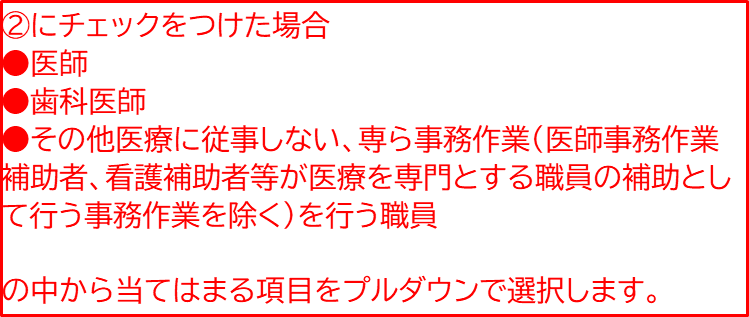 ②にチェックをつけた場合
●医師
●歯科医師
●その他医療に従事しない、専ら事務作業(医師事務作業
補助者、看護補助者等が医療を専門とする職員の補助とし
て行う事務作業を除く)を行う職員
の中から当てはまる項目をプルダウンで選択します。